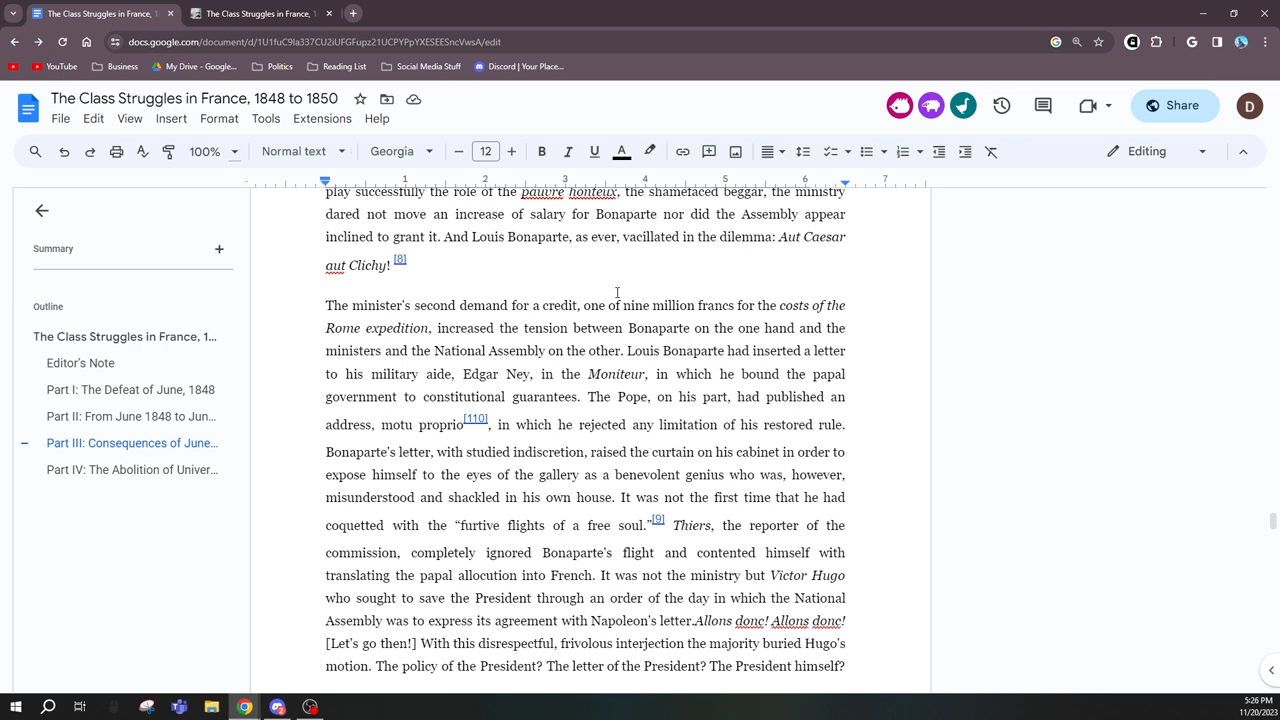 The Class Struggles in France, 1
The Class Struggles in France, 1
docs.google.com/document/d/1U1fuC9la337CU2iUFGFupz21UCPYPpYXESEESncVwsA/edit
YouTube
Business
My Drive - Google...
Politics
Reading List
Social Media Stuff
Discord | Your Place...
The Class Struggles in France, 1848 to 1850
File Edit View Insert Format Tools Extensions Help
Share
D
100%
Normal text
Georgia
12
B I U A
Editing
1 2 3 4 5 6 7
Summary
Outline
The Class Struggles in France, 1...
Editor's Note
Part I: The Defeat of June, 1848
Part II: From June 1848 to Jun...
Part III: Consequences of June...
Part IV: The Abolition of Univer...
play successfully the role of the pauvre honteux, the shamefaced beggar, the ministry
dared not move an increase of salary for Bonaparte nor did the Assembly appear
inclined to grant it. And Louis Bonaparte, as ever, vacillated in the dilemma: Aut Caesar
aut Clichy! [8]
The minister's second demand for a credit, one of nine million francs for the costs of the
Rome expedition, increased the tension between Bonaparte on the one hand and the
ministers and the National Assembly on the other. Louis Bonaparte had inserted a letter
to his military aide, Edgar Ney, in the Moniteur, in which he bound the papal
government to constitutional guarantees. The Pope, on his part, had published an
address, motu proprio[110], in which he rejected any limitation of his restored rule.
Bonaparte's letter, with studied indiscretion, raised the curtain on his cabinet in order to
expose himself to the eyes of the gallery as a benevolent genius who was, however,
misunderstood and shackled in his own house. It was not the first time that he had
coquetted with the “furtive flights of a free soul.”[9] Thiers, the reporter of the
commission, completely ignored Bonaparte's flight and contented himself with
translating the papal allocution into French. It was not the ministry but Victor Hugo
who sought to save the President through an order of the day in which the National
Assembly was to express its agreement with Napoleon's letter.Allons donc! Allons donc!
[Let's go then!] With this disrespectful, frivolous interjection the majority buried Hugo's
motion. The policy of the President? The letter of the President? The President himself?
5:26 PM
11/20/2023